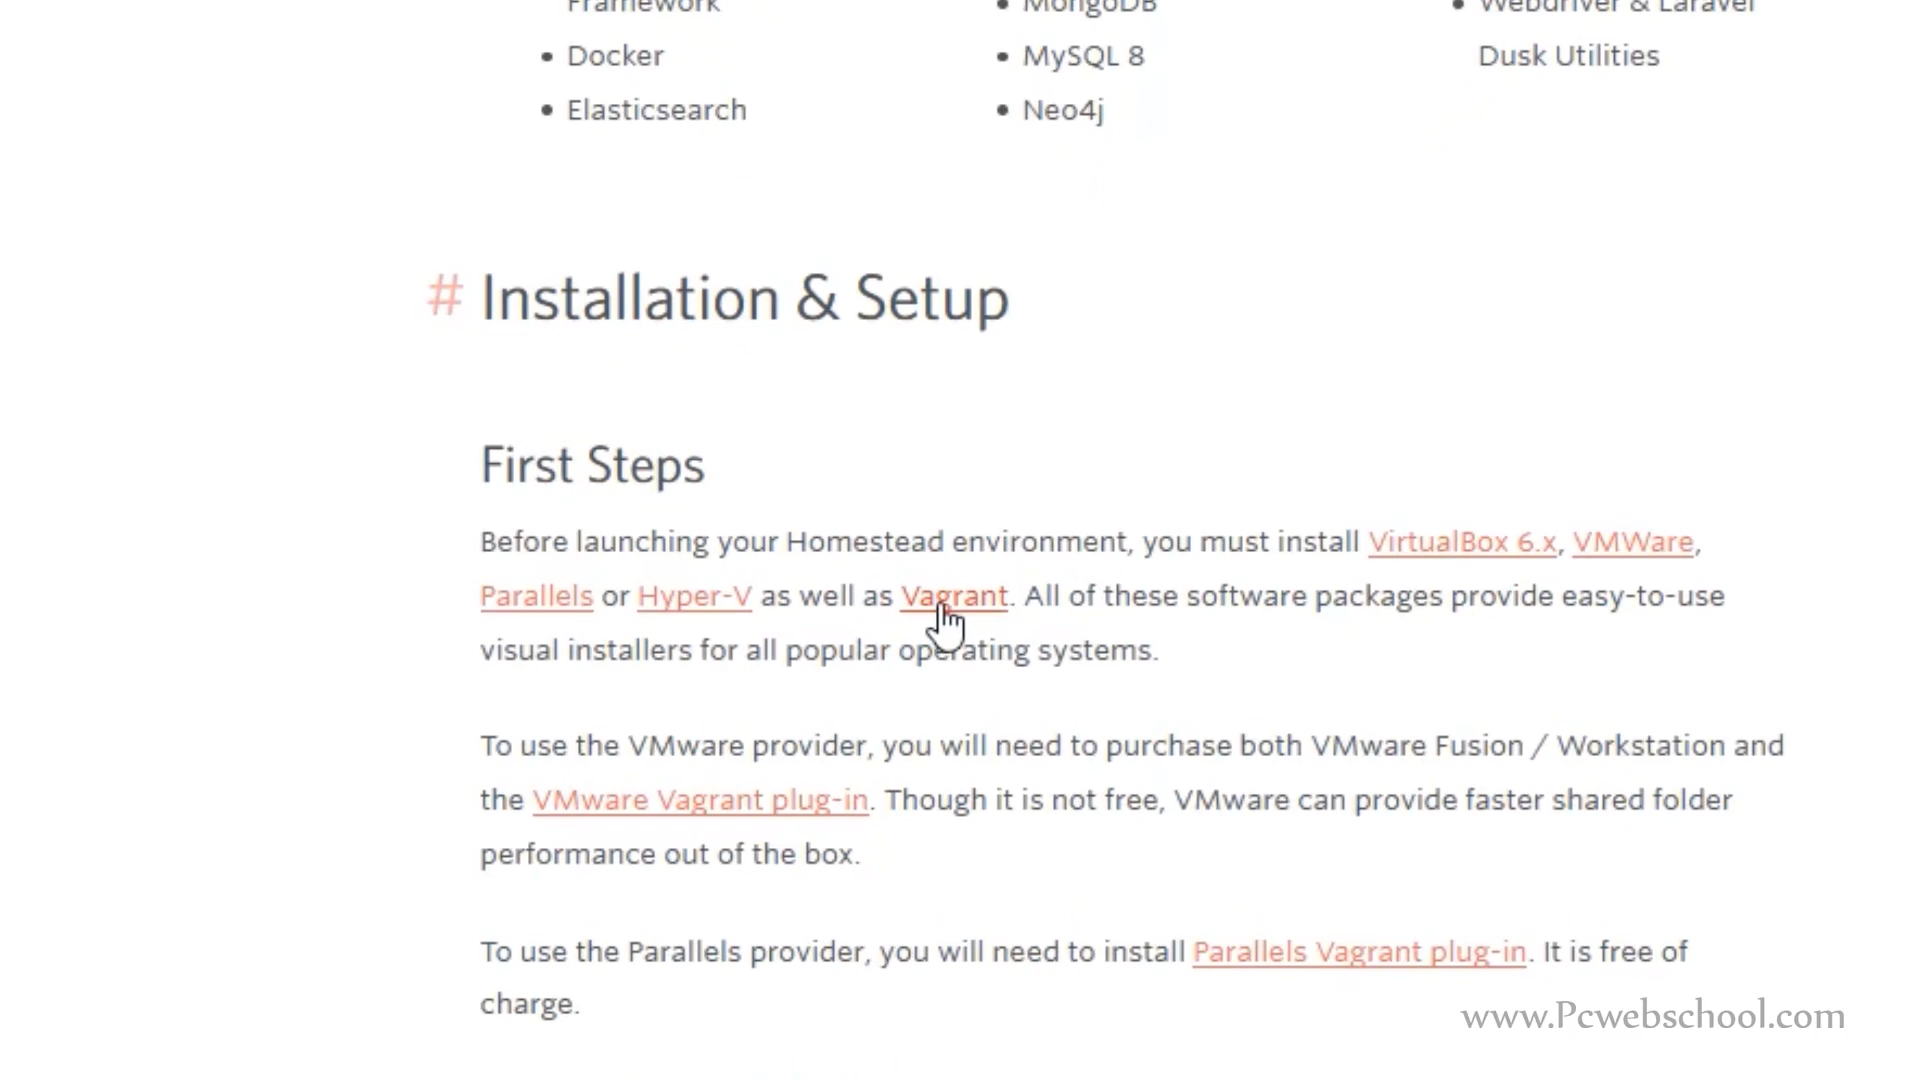 Framework
MongoDB
Webdriver & Laravel
Docker
MySQL 8
Dusk Utilities
Elasticsearch
Neo4j
# Installation & Setup
First Steps
Before launching your Homestead environment, you must install VirtualBox 6.x, VMWare,
Parallels or Hyper-V as well as Vagrant. All of these software packages provide easy-to-use
visual installers for all popular operating systems.
To use the VMware provider, you will need to purchase both VMware Fusion / Workstation and
the VMware Vagrant plug-in. Though it is not free, VMware can provide faster shared folder
performance out of the box.
To use the Parallels provider, you will need to install Parallels Vagrant plug-in. It is free of
charge.
www.Pcwebschool.com